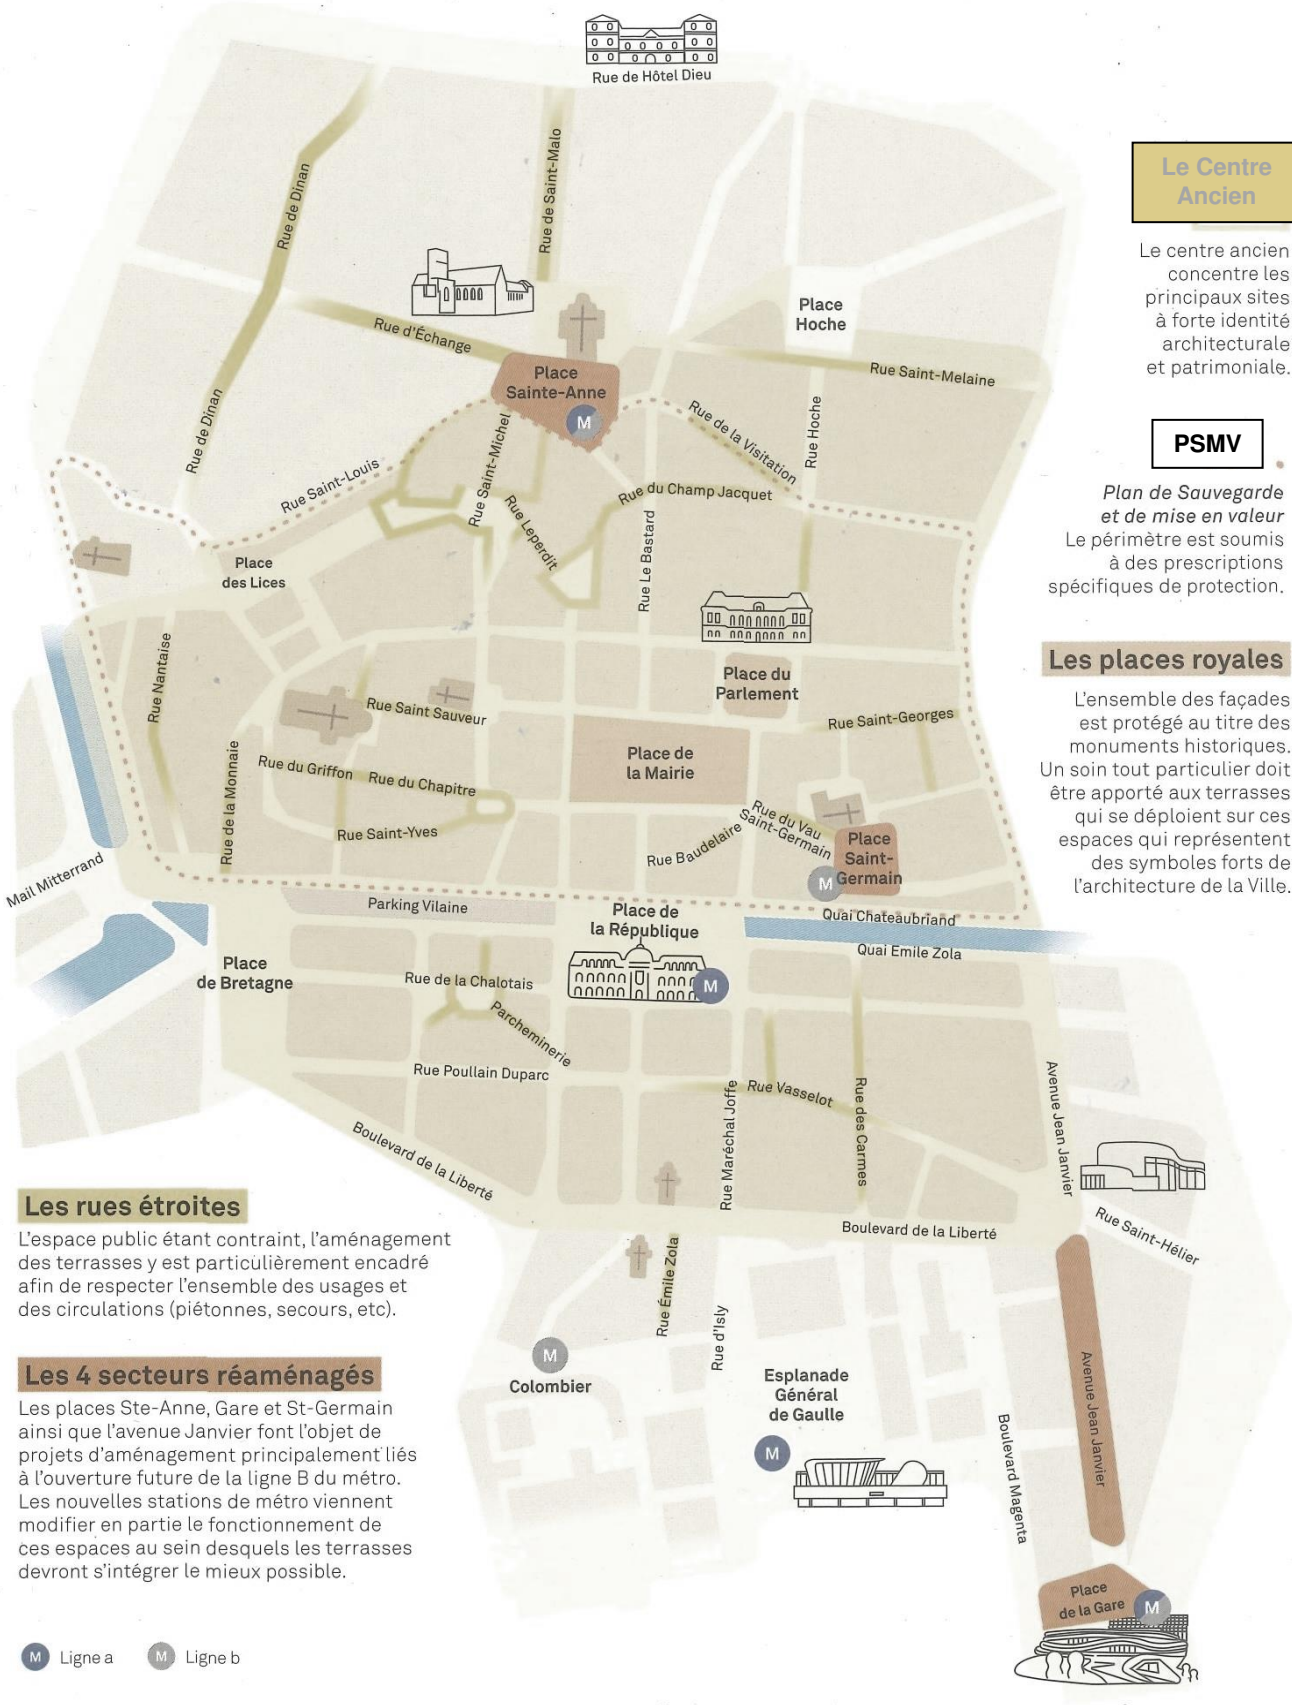 Rue de Hôtel Dieu
Rue de Dinan
Rue de Saint-Malo
Le Centre
Ancien
Le centre ancien
concentre les
principaux sites
à forte identité
architecturale
et patrimoniale.
Place
Hoche
Rue d'Échange
Place
Sainte-Anne
M
Rue Saint-Melaine
Rue de Dinan
Rue Saint-Michel
Rue de la Visitation
Rue Hoche
PSMV
Plan de Sauvegarde
et de mise en valeur
Le périmètre est soumis
à des prescriptions
spécifiques de protection.
Rue Saint-Louis
Rue Leperdit
Rue du Champ Jacquet
Rue Le Bastard
Place
des Lices
Rue Nantaise
Place du
Parlement
Les places royales
L'ensemble des façades
est protégé au titre des
monuments historiques.
Un soin tout particulier doit
être apporté aux terrasses
qui se déploient sur ces
espaces qui représentent
des symboles forts de
l'architecture de la Ville.
Rue Saint Sauveur
Rue Saint-Georges
Place de
la Mairie
Rue de la Monnaie
Rue du Griffon
Rue du Chapitre
Rue Saint-Yves
Rue Baudelaire
Rue du Vau
Saint-Germain
Place
Saint-
Germain
M
Mail Mitterrand
Parking Vilaine
Place de
la République
Quai Chateaubriand
Quai Emile Zola
Place
de Bretagne
Rue de la Chalotais
M
Parcheminerie
Rue Poullain Duparc
Rue Vasselot
Rue Maréchal Joffe
Rue des Carmes
Avenue Jean Janvier
Boulevard de la Liberté
Boulevard de la Liberté
Rue Saint-Hélier
Les rues étroites
L'espace public étant contraint, l'aménagement
des terrasses y est particulièrement encadré
afin de respecter l'ensemble des usages et
des circulations (piétonnes, secours, etc).
Rue Émile Zola
Rue d'Isly
M
Colombier
Esplanade
Général
de Gaulle
M
Avenue Jean Janvier
Boulevard Magenta
Les 4 secteurs réaménagés
Les places Ste-Anne, Gare et St-Germain
ainsi que l'avenue Janvier font l'objet de
projets d'aménagement principalement liés
à l'ouverture future de la ligne B du métro.
Les nouvelles stations de métro viennent
modifier en partie le fonctionnement de
ces espaces au sein desquels les terrasses
devront s'intégrer le mieux possible.
Place
de la Gare
M
M Ligne a
M Ligne b